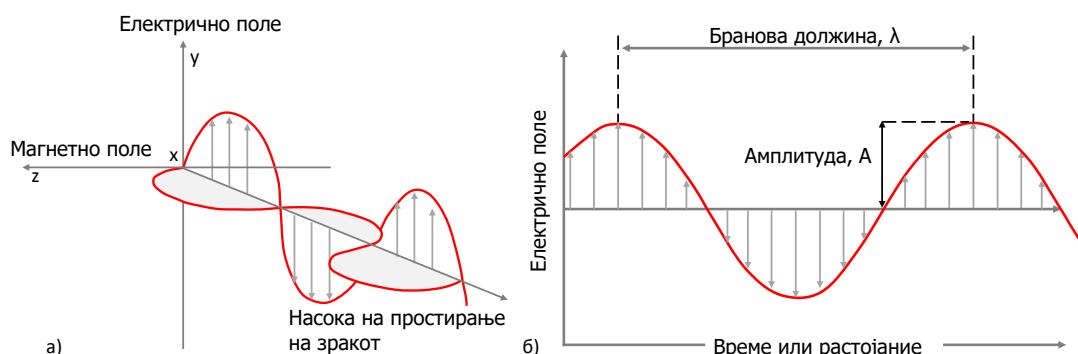 Електрично поле
y
Магнетно поле
x
z
Насока на простирање
на зракот
а)
Бранова должина, λ
Амплитуда, А
Електрично поле
Време или растојание
б)